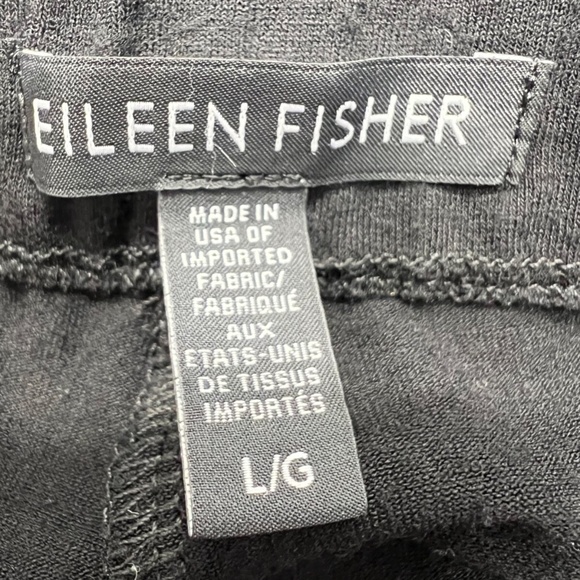 EILEEN FISHER
MADE IN
USA OF
IMPORTED
FABRIC/
FABRIQUÉ
AUX
ETATS-UNIS
DE TISSUS
IMPORTÉS
L/G